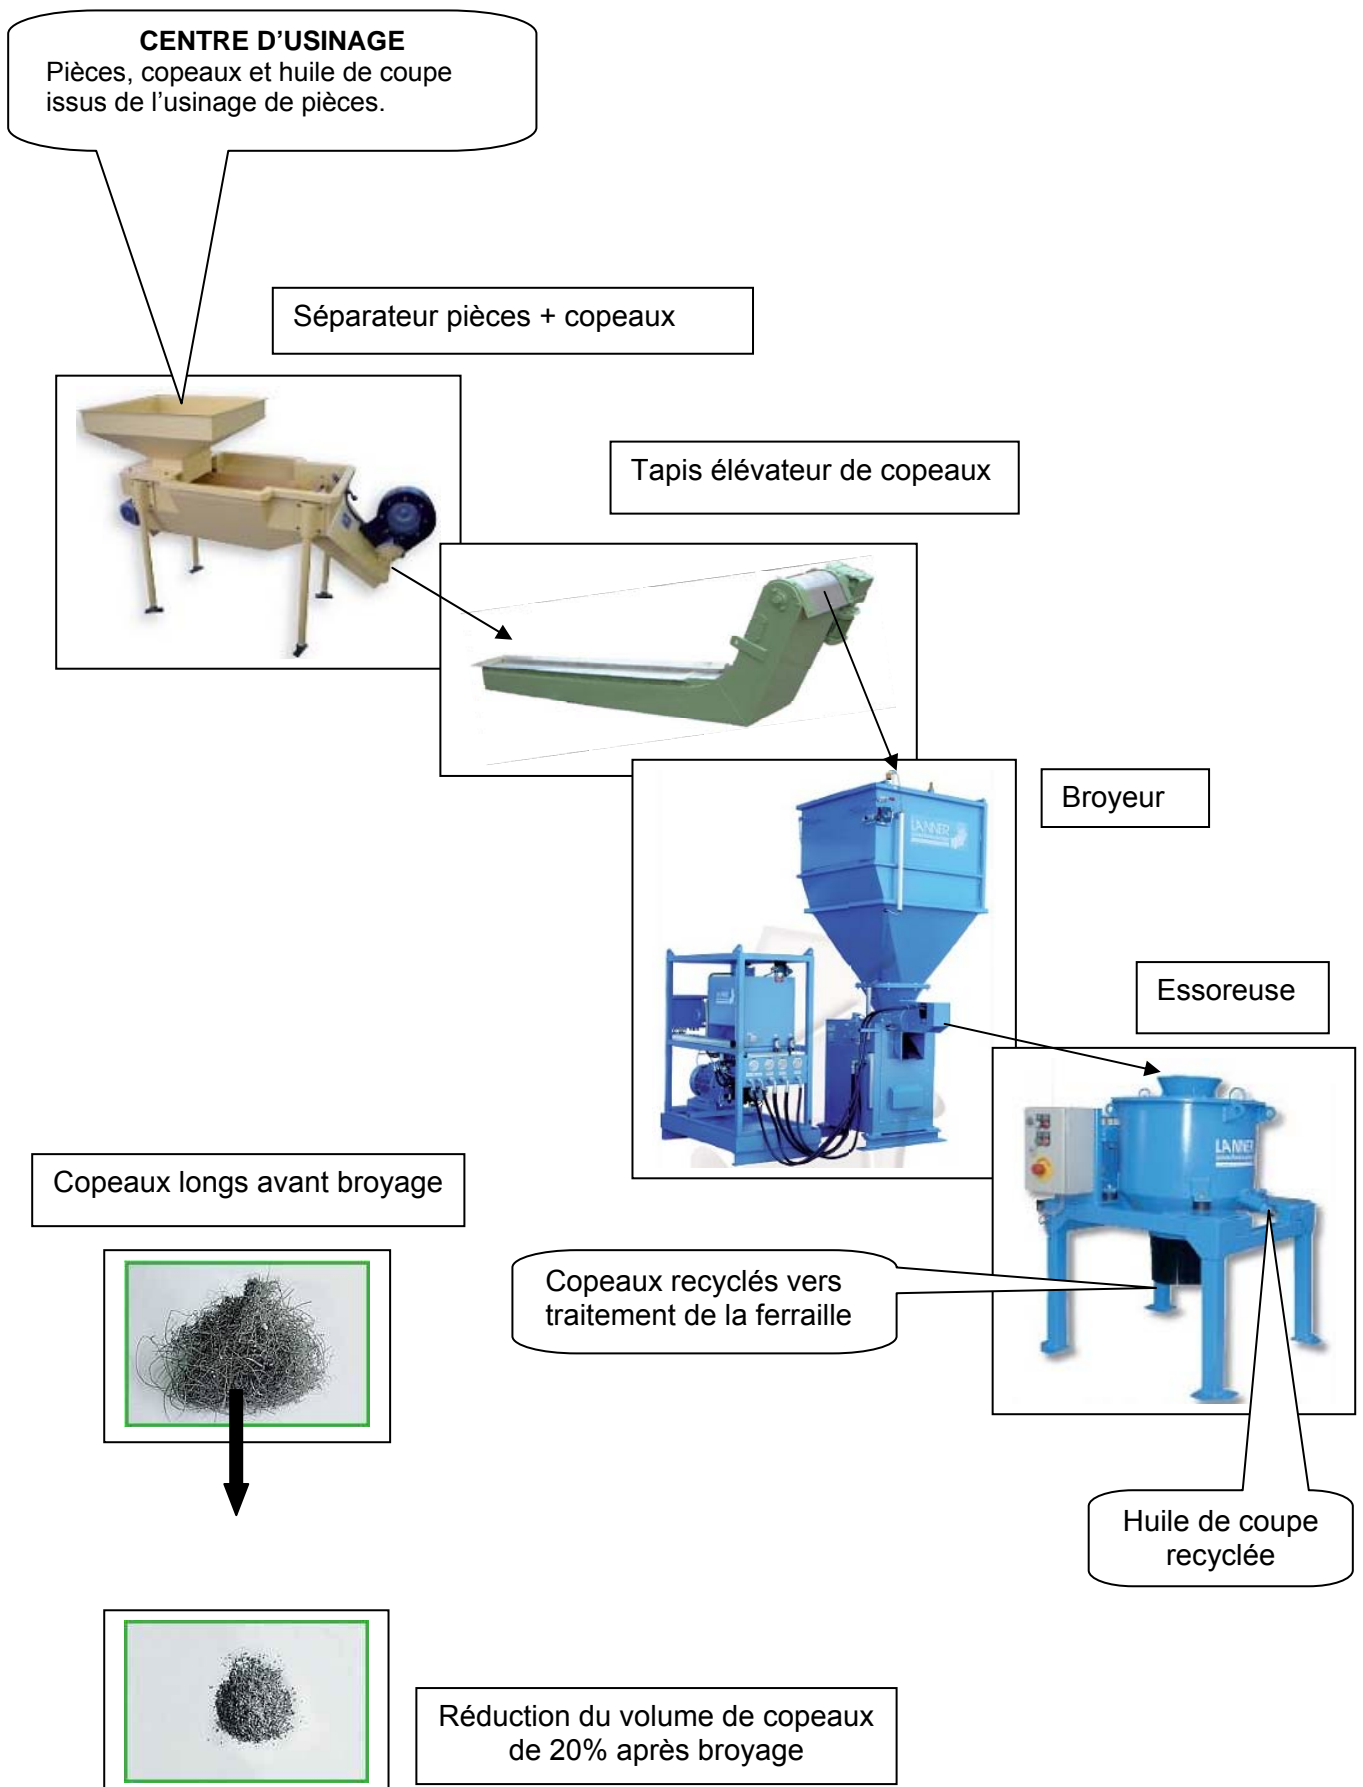 CENTRE D’USINAGE
Pièces, copeaux et huile de coupe
issus de l’usinage de pièces.
Séparateur pièces + copeaux
Tapis élévateur de copeaux
Broyeur
LANNER
Essoreuse
LANNER
Copeaux longs avant broyage
Copeaux recyclés vers
traitement de la ferraille
Huile de coupe
recyclée
Réduction du volume de copeaux
de 20% après broyage